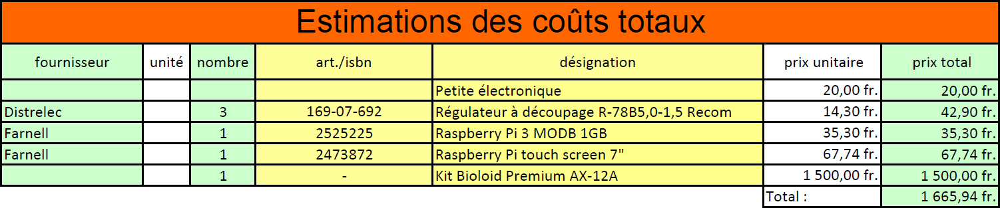 Estimations des coûts totaux
fournisseur unité nombre art./isbn désignation prix unitaire prix total
Petite électronique 20,00 fr. 20,00 fr.
Distrelec 3 169-07-692 Régulateur à découpage R-78B5,0-1,5 Recom 14,30 fr. 42,90 fr.
Farnell 1 2525225 Raspberry Pi 3 MODB 1GB 35,30 fr. 35,30 fr.
Farnell 1 2473872 Raspberry Pi touch screen 7" 67,74 fr. 67,74 fr.
1 - Kit Bioloid Premium AX-12A 1 500,00 fr. 1 500,00 fr.
Total : 1 665,94 fr.